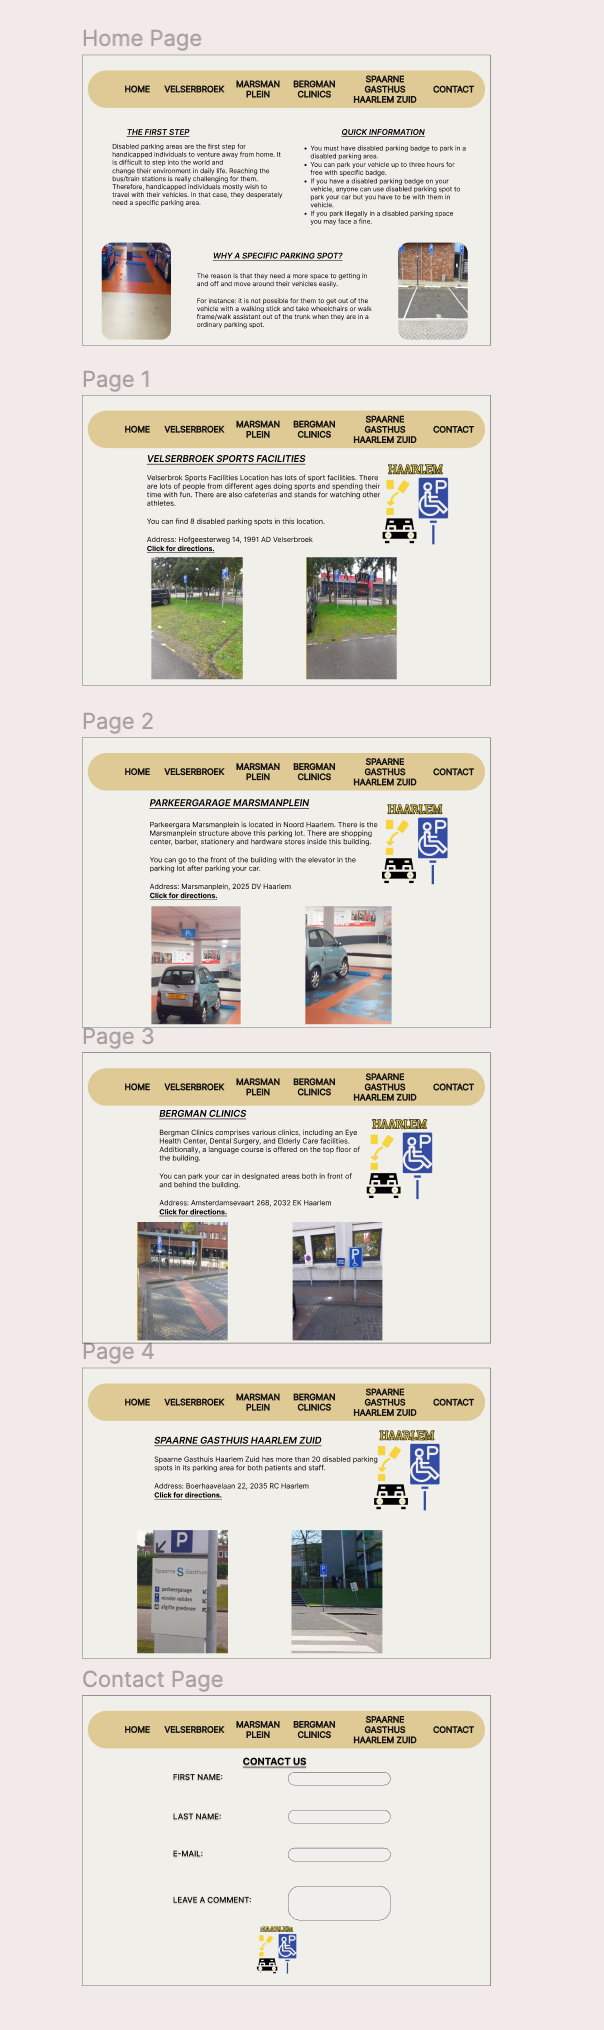 Home Page
HOME
VELSERBROEK
MARSMAN
PLEIN
BERGMAN
CLINICS
SPAARNE
GASTHUS
HAARLEM ZUID
CONTACT
THE FIRST STEP
Disabled parking areas are the first step for
handicapped individuals to venture away from home. It
is difficult to step into the world and
change their environment in daily life. Reaching the
bus/train stations is really challenging for them.
Therefore, handicapped individuals mostly wish to
travel with their vehicles. In that case, they desperately
need a specific parking area.
QUICK INFORMATION
• You must have disabled parking badge to park in a
disabled parking area.
• You can park your vehicle up to three hours for
free with specific badge.
• If you have a disabled parking badge on your
vehicle, anyone can use disabled parking spot to
park your car but you have to be with them in
vehicle.
• If you park illegally in a disabled parking space
you may face a fine.
WHY A SPECIFIC PARKING SPOT?
The reason is that they need a more space to getting in
and off and move around their vehicles easily.
For instance: it is not possible for them to get out of the
vehicle with a walking stick and take wheelchairs or walk
frame/walk assistant out of the trunk when they are in a
ordinary parking spot.
Page 1
HOME
VELSERBROEK
MARSMAN
PLEIN
BERGMAN
CLINICS
SPAARNE
GASTHUS
HAARLEM ZUID
CONTACT
VELSERBROEK SPORTS FACILITIES
Velserbrok Sports Facilities Location has lots of sport facilities. There
are lots of people from different ages doing sports and spending their
time with fun. There are also cafeterias and stands for watching other
athletes.
You can find 8 disabled parking spots in this location.
Address: Hofgeesterweg 14, 1991 AD Velserbroek
Click for directions.
HAARLEM
P
Page 2
HOME
VELSERBROEK
MARSMAN
PLEIN
BERGMAN
CLINICS
SPAARNE
GASTHUS
HAARLEM ZUID
CONTACT
PARKEERGARAGE MARSMANPLEIN
Parkeergara Marsmanplein is located in Noord Haarlem. There is the
Marsmanplein structure above this parking lot. There are shopping
center, barber, stationery and hardware stores inside this building.
You can go to the front of the building with the elevator in the
parking lot after parking your car.
Address: Marsmanplein, 2025 DV Haarlem
Click for directions.
HAARLEM
P
Page 3
HOME
VELSERBROEK
MARSMAN
PLEIN
BERGMAN
CLINICS
SPAARNE
GASTHUS
HAARLEM ZUID
CONTACT
BERGMAN CLINICS
Bergman Clinics comprises various clinics, including an Eye
Health Center, Dental Surgery, and Elderly Care facilities.
Additionally, a language course is offered on the top floor of
the building.
You can park your car in designated areas both in front of
and behind the building.
Address: Amsterdamsevaart 268, 2032 EK Haarlem
Click for directions.
HAARLEM
P
P
Page 4
HOME
VELSERBROEK
MARSMAN
PLEIN
BERGMAN
CLINICS
SPAARNE
GASTHUS
HAARLEM ZUID
CONTACT
SPAARNE GASTHUIS HAARLEM ZUID
Spaarne Gasthuis Haarlem Zuid has more than 20 disabled parking
spots in its parking area for both patients and staff.
Address: Boerhaavelaan 22, 2035 RC Haarlem
Click for directions.
HAARLEM
P
P
Spaarne Gasthuis
parkeergarage
minder validen
afgifte goederen
Contact Page
HOME
VELSERBROEK
MARSMAN
PLEIN
BERGMAN
CLINICS
SPAARNE
GASTHUS
HAARLEM ZUID
CONTACT
CONTACT US
FIRST NAME:
LAST NAME:
E-MAIL:
LEAVE A COMMENT:
HAARLEM
P